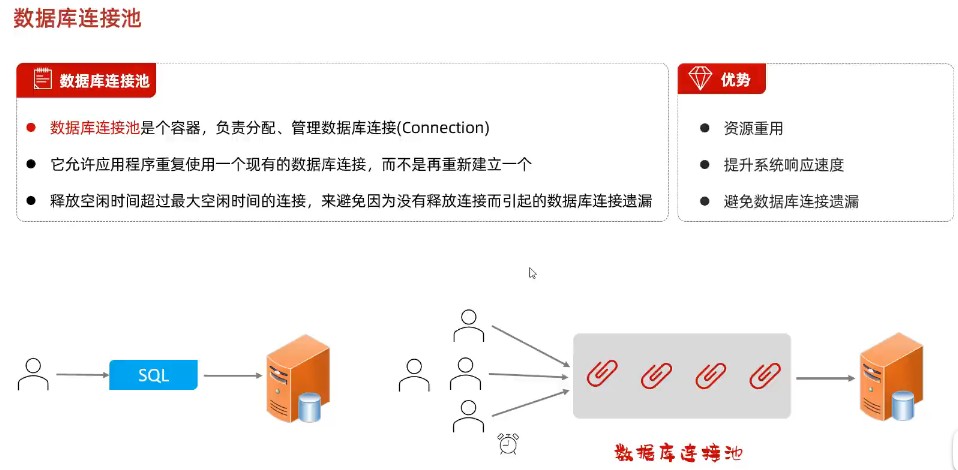 数据库连接池
数据库连接池
数据库连接池是个容器，负责分配、管理数据库连接(Connection)
它允许应用程序重复使用一个现有的数据库连接，而不是再重新建立一个
释放空闲时间超过最大空闲时间的连接，来避免因为没有释放连接而引起的数据库连接遗漏
优势
资源重用
提升系统响应速度
避免数据库连接遗漏
SQL
数据库连接池